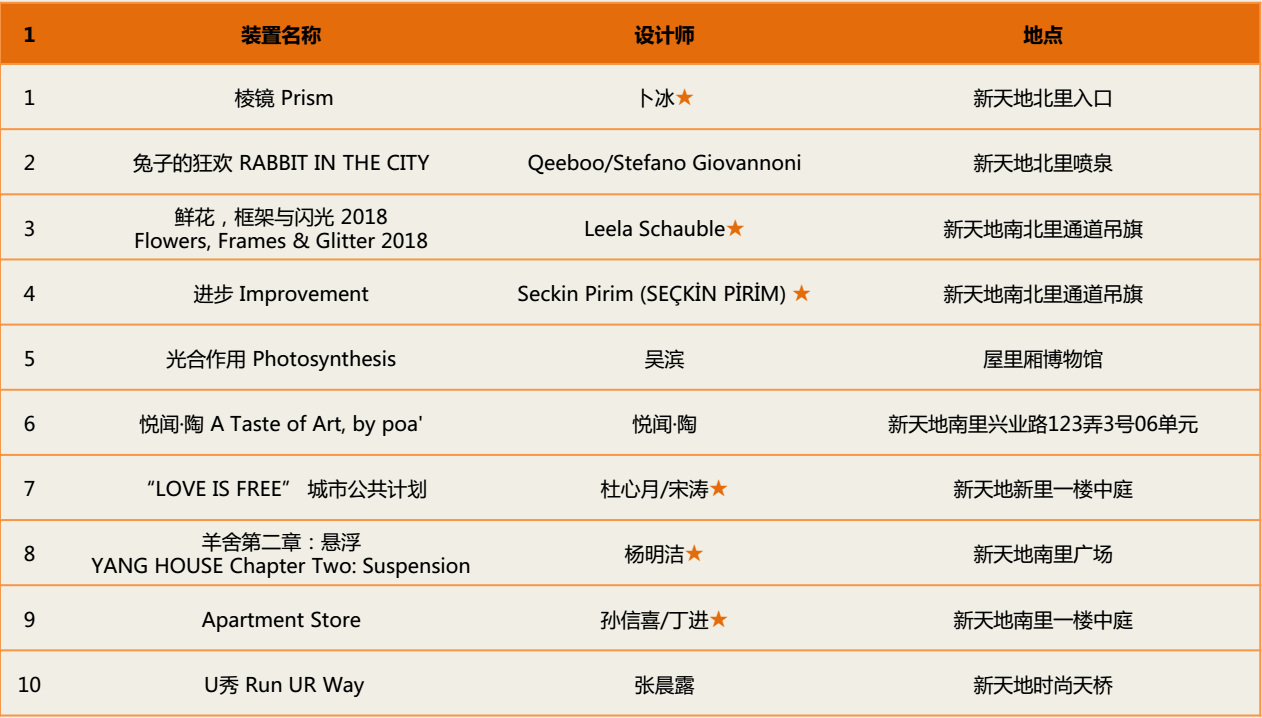 1 装置名称 设计师 地点
1 棱镜 Prism 卜冰★ 新天地北里入口
2 兔子的狂欢 RABBIT IN THE CITY Qeeboo/Stefano Giovannoni 新天地北里喷泉
3 鲜花，框架与闪光 2018
Flowers, Frames & Glitter 2018 Leela Schauble★ 新天地南北里通道吊旗
4 进步 Improvement Seckin Pirim (SEÇKİN PİRİM) ★ 新天地南北里通道吊旗
5 光合作用 Photosynthesis 吴滨 屋里厢博物馆
6 悦闻·陶 A Taste of Art, by poa' 悦闻·陶 新天地南里兴业路123弄3号06单元
7 “LOVE IS FREE” 城市公共计划 杜心月/宋涛★ 新天地新里一楼中庭
8 羊舍第二章：悬浮
YANG HOUSE Chapter Two: Suspension 杨明洁★ 新天地南里广场
9 Apartment Store 孙信喜/丁进★ 新天地南里一楼中庭
10 U秀 Run UR Way 张晨露 新天地时尚天桥